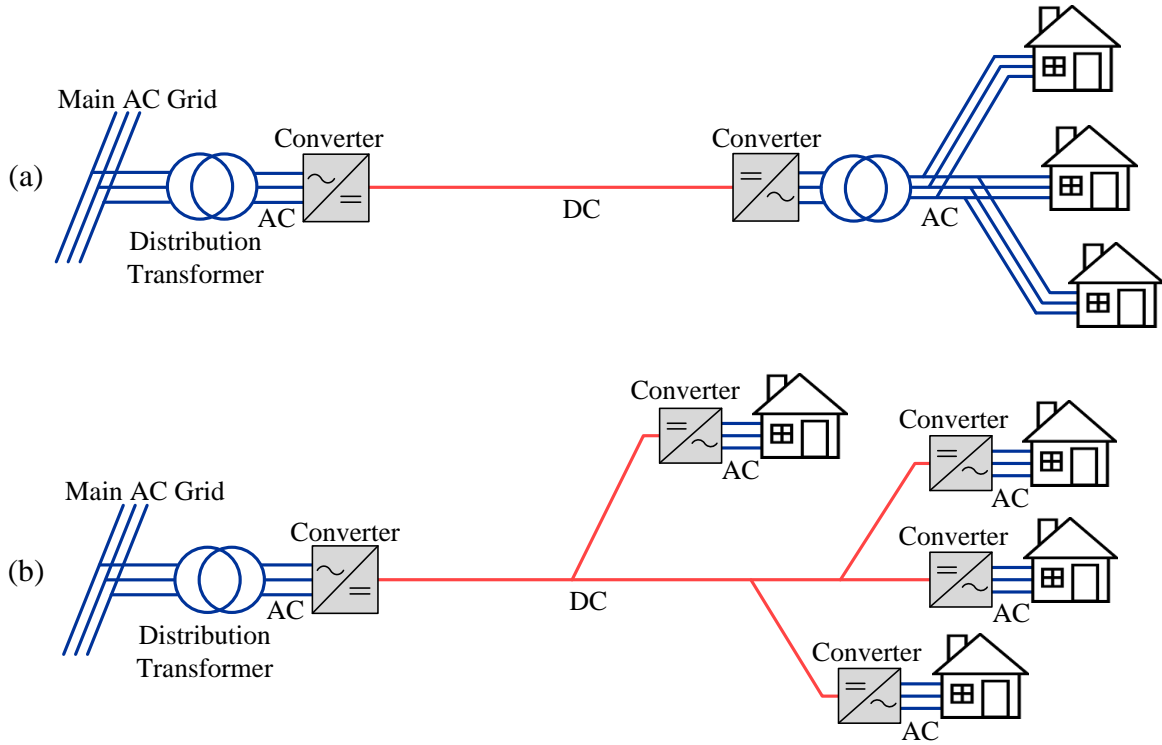 (a)
Main AC Grid
Converter
AC
Distribution
Transformer
DC
Converter
AC
(b)
Main AC Grid
Converter
AC
Distribution
Transformer
DC
Converter
AC
Converter
AC
Converter
AC
Converter
AC